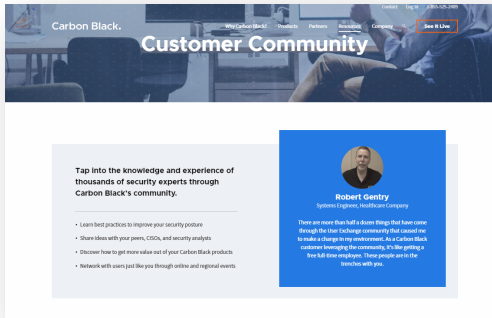 Contact Log In 1-855-525-2489
Carbon Black.
Why Carbon Black? Products Partners Resources Company
See It Live
Customer Community
Tap into the knowledge and experience of
thousands of security experts through
Carbon Black's community.
• Learn best practices to improve your security posture
• Share ideas with your peers, CISOs, and security analysts
• Discover how to get more value out of your Carbon Black products
• Network with users just like you through online and regional events
Robert Gentry
Systems Engineer, Healthcare Company
There are more than half a dozen things that have come
through the User Exchange community that caused me
to make a change in my environment. As a Carbon Black
customer leveraging the community, it's like getting a
free full-time employee. These people are in the
trenches with you.